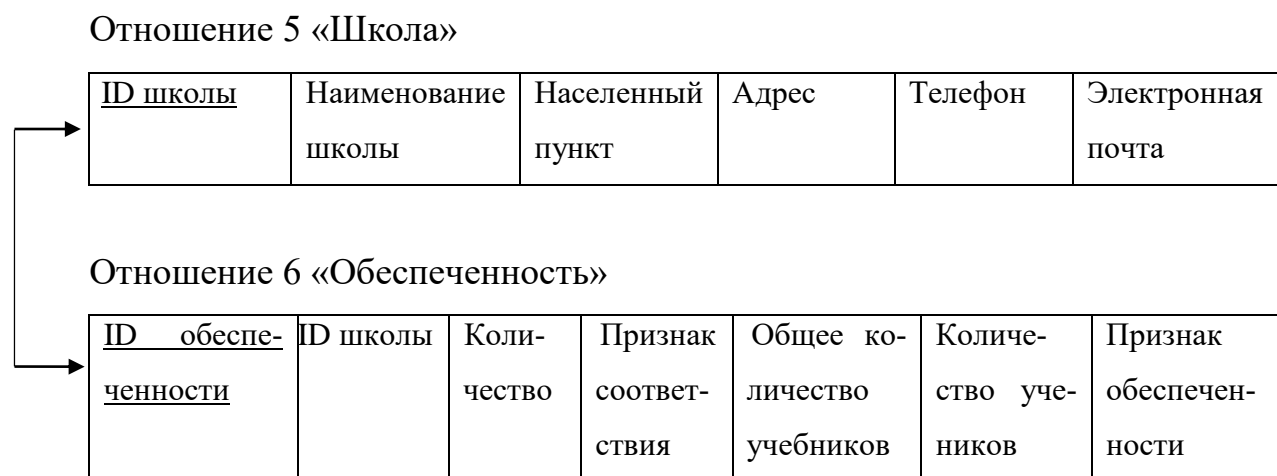 Отношение 5 «Школа»
ID школы Наименование Населенный Адрес Телефон Электронная
школы пункт почта
Отношение 6 «Обеспеченность»
ID обеспе- ID школы Коли- Признак Общее ко- Количе- Признак
ченности чество соответ- личество ство уче- обеспечен-
ствия учебников ников ности